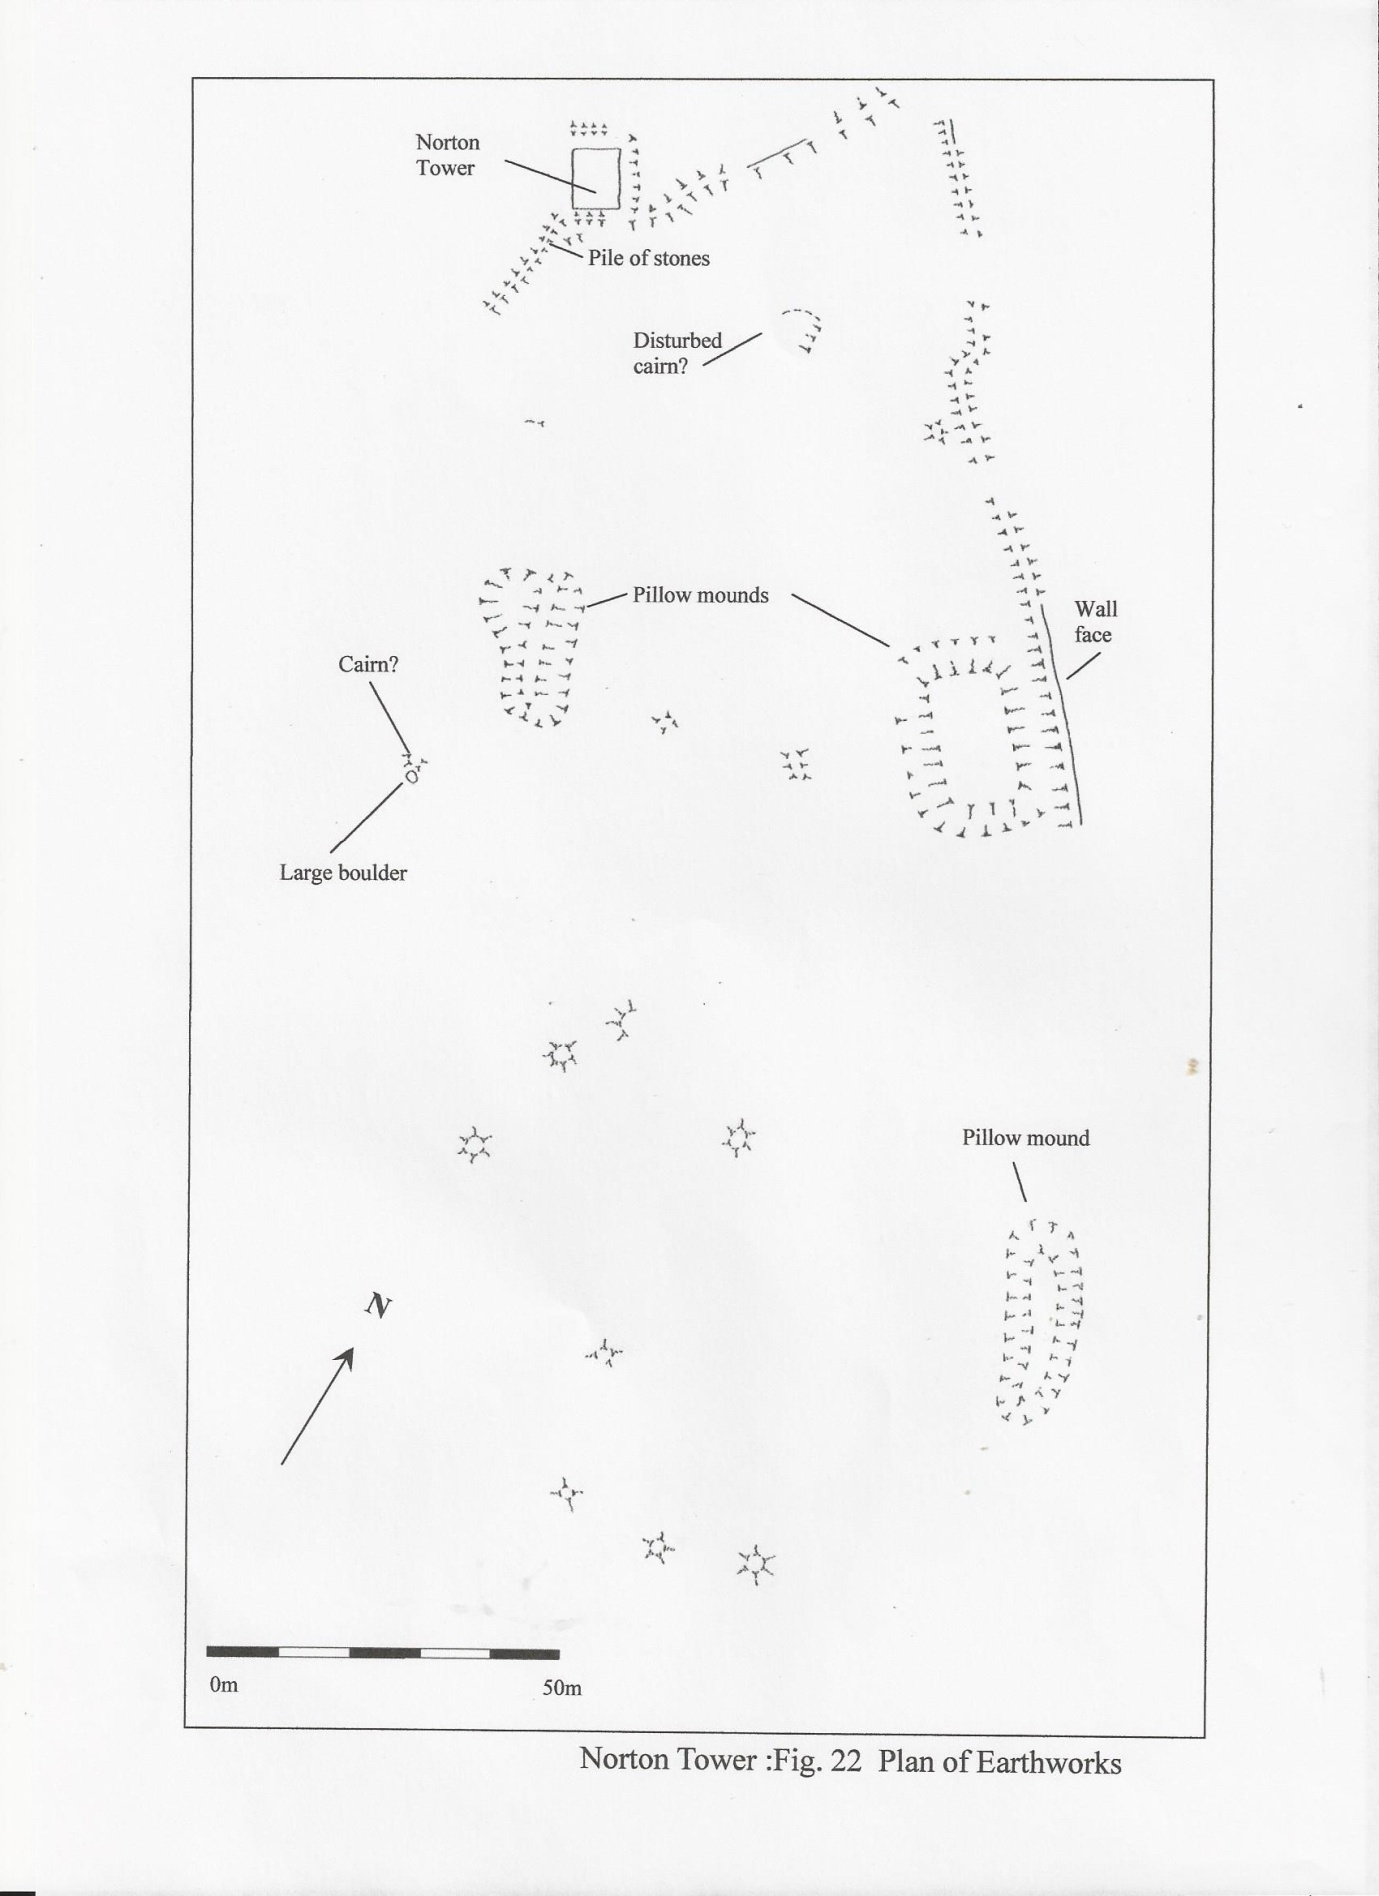 Norton
Tower
Pile of stones
Disturbed
cairn?
Pillow mounds
Wall
face
Cairn?
Large boulder
Pillow mound
N
0m
50m
Norton Tower :Fig. 22 Plan of Earthworks